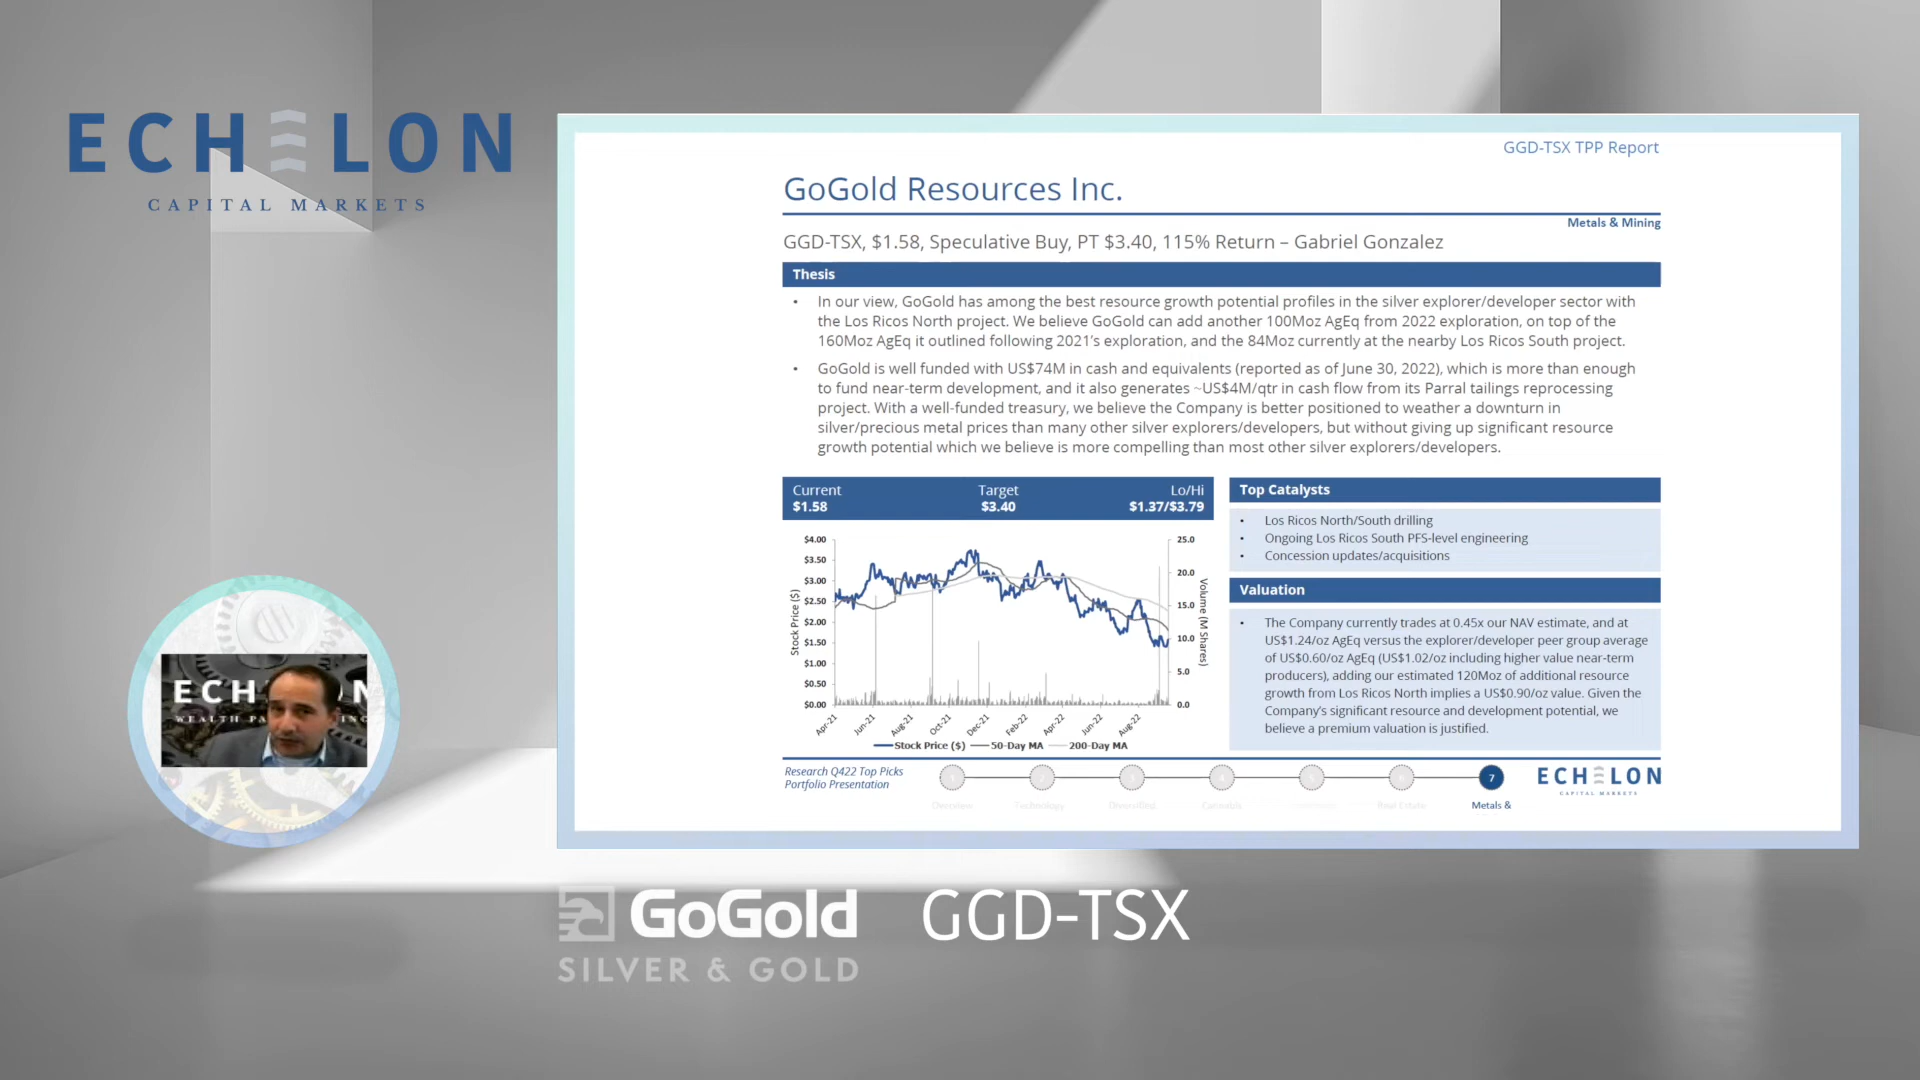 ECHELON
CAPITAL MARKETS
GGD-TSX TPP Report
GoGold Resources Inc.
Metals & Mining
GGD-TSX, $1.58, Speculative Buy, PT $3.40, 115% Return – Gabriel Gonzalez
Thesis
• In our view, GoGold has among the best resource growth potential profiles in the silver explorer/developer sector with
the Los Ricos North project. We believe GoGold can add another 100Moz AgEq from 2022 exploration, on top of the
160Moz AgEq it outlined following 2021's exploration, and the 84Moz currently at the nearby Los Ricos South project.
• GoGold is well funded with US$74M in cash and equivalents (reported as of June 30, 2022), which is more than enough
to fund near-term development, and it also generates ~US$4M/qtr in cash flow from its Parral tailings reprocessing
project. With a well-funded treasury, we believe the Company is better positioned to weather a downturn in
silver/precious metal prices than many other silver explorers/developers, but without giving up significant resource
growth potential which we believe is more compelling than most other silver explorers/developers.
Current Target Lo/Hi
$1.58 $3.40 $1.37/$3.79
$4.00
$3.50
$3.00
$2.50
$2.00
$1.50
$1.00
$0.50
$0.00
Stock Price ($)
25.0
20.0
15.0
10.0
5.0
0.0
Volume (M Shares)
Apr-21 Jun-21 Aug-21 Oct-21 Dec-21 Feb-22 Apr-22 Jun-22 Aug-22
Stock Price ($) 50-Day MA 200-Day MA
Top Catalysts
• Los Ricos North/South drilling
• Ongoing Los Ricos South PFS-level engineering
• Concession updates/acquisitions
Valuation
• The Company currently trades at 0.45x our NAV estimate, and at
US$1.24/oz AgEq versus the explorer/developer peer group average
of US$0.60/oz AgEq (US$1.02/oz including higher value near-term
producers), adding our estimated 120Moz of additional resource
growth from Los Ricos North implies a US$0.90/oz value. Given the
Company's significant resource and development potential, we
believe a premium valuation is justified.
Research Q422 Top Picks
Portfolio Presentation
1 2 3 4 5 6 7
Overview Technology Diversified Cannabis Real Estate Metals &
ECHELON
CAPITAL MARKETS
ECH N
WEALTH PA INC
GoGold
SILVER & GOLD
GGD-TSX